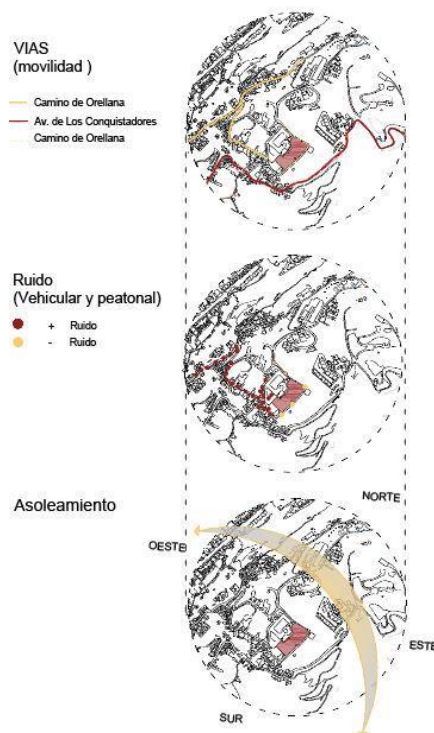 VIAS
(movilidad )
Camino de Orellana
Av. de Los Conquistadores
Camino de Orellana
Ruido
(Vehicular y peatonal)
+ Ruido
- Ruido
Asoleamiento
NORTE
OESTE
ESTE
SUR